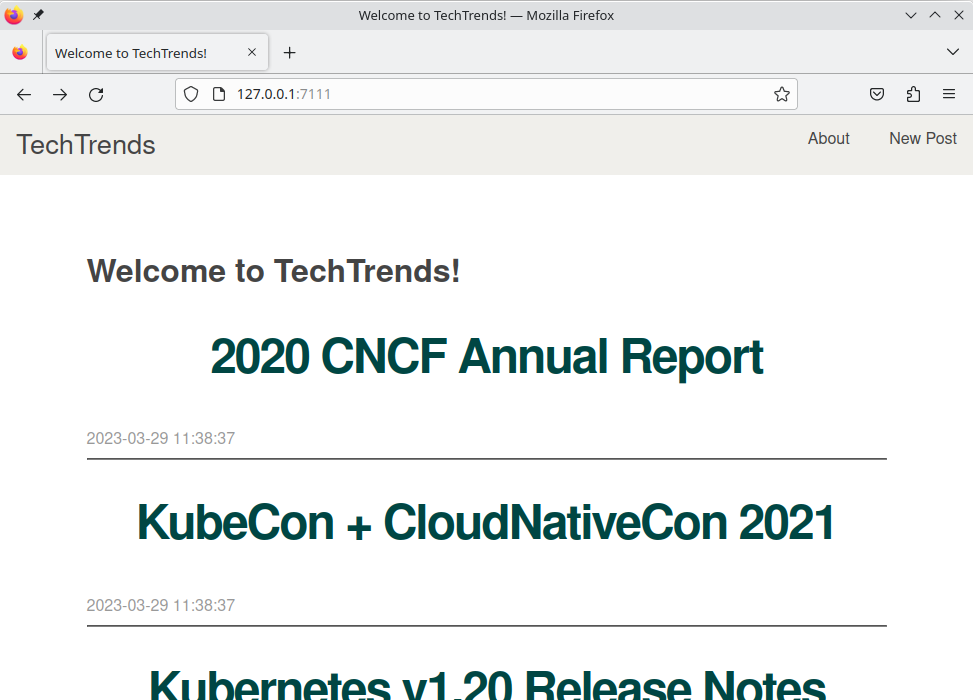 Welcome to TechTrends! — Mozilla Firefox
Welcome to TechTrends!
127.0.0.1:7111
TechTrends
About
New Post
Welcome to TechTrends!
2020 CNCF Annual Report
2023-03-29 11:38:37
KubeCon + CloudNativeCon 2021
2023-03-29 11:38:37
Kubernetes v1.20 Release Notes